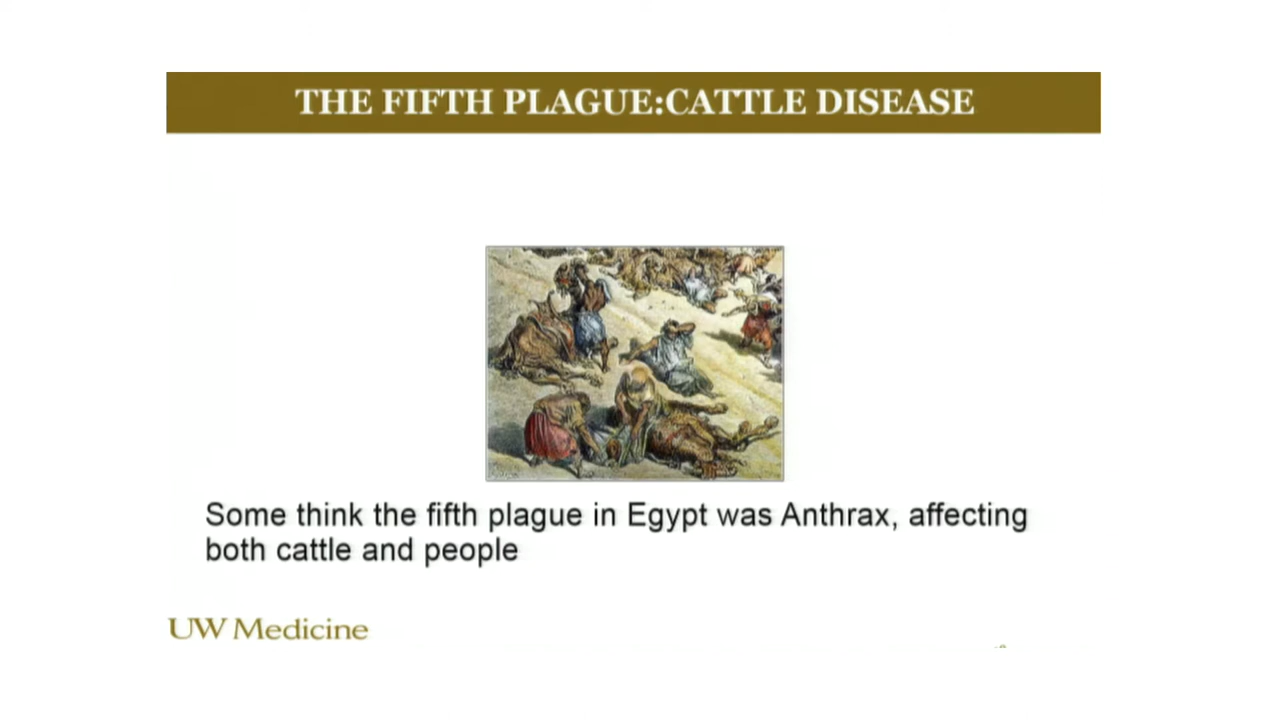 THE FIFTH PLAGUE:CATTLE DISEASE
Some think the fifth plague in Egypt was Anthrax, affecting
both cattle and people
UW Medicine